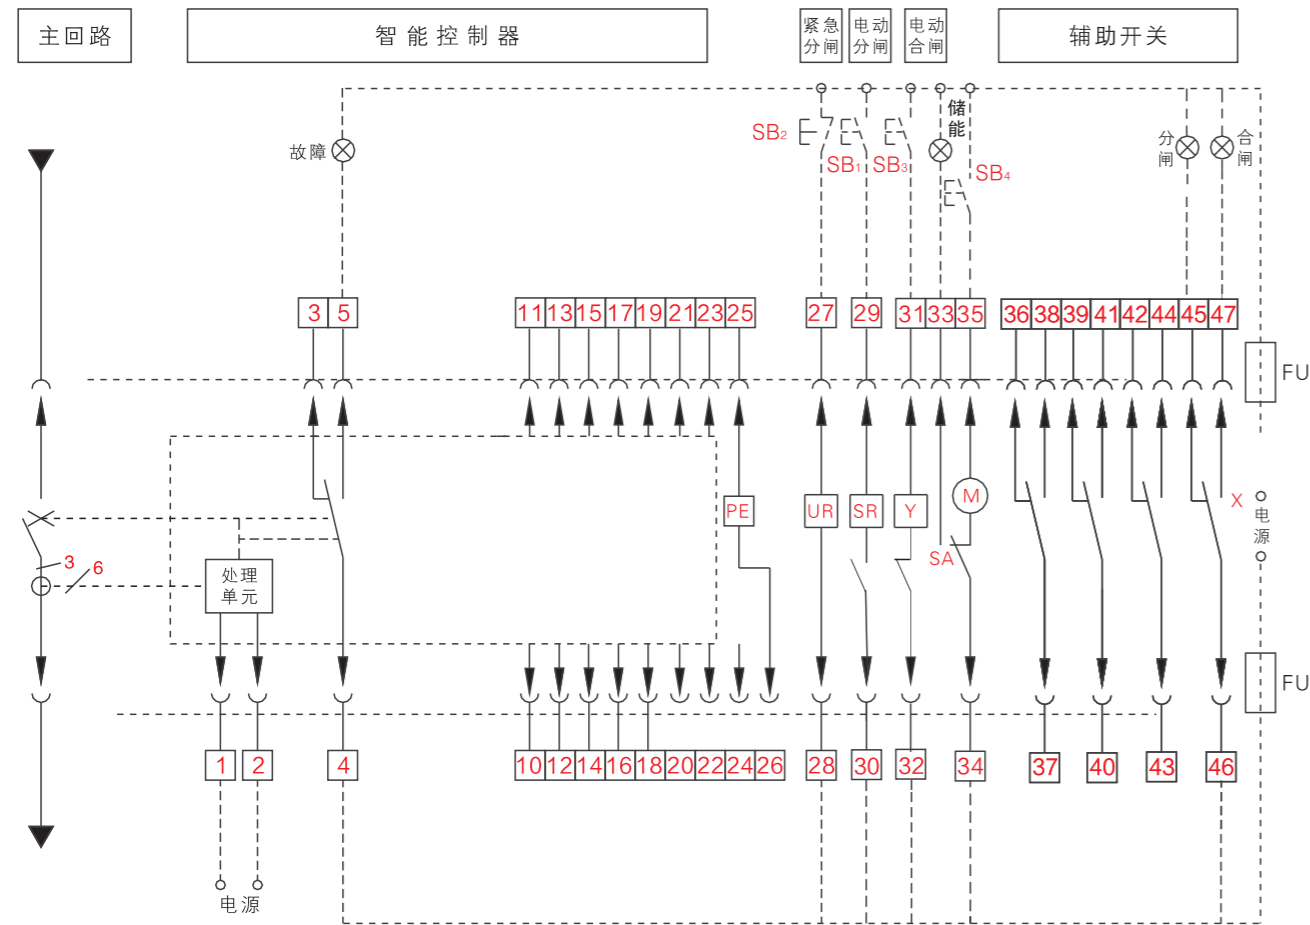 主回路
智能控制器
紧急
分闸
电动
分闸
电动
合闸
辅助开关
故障
SB2
SB1
SB3
储能
SB4
分闸
合闸
3 5
11 13 15 17 19 21 23 25
27
29
31 33 35
36 38 39 41 42 44 45 47
FU
PE
UR
SR
Y
M
SA
X
电源
3
6
处理
单元
FU
1 2
4
10 12 14 16 18 20 22 24 26
28
30
32
34
37
40
43
46
电源